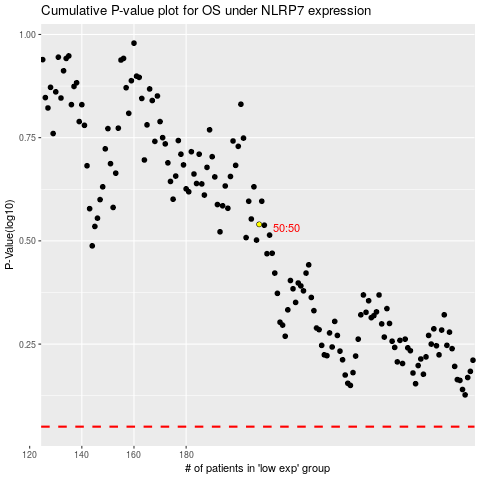 Cumulative P-value plot for OS under NLRP7 expression
P-Value(log10)
1.00
0.75
0.50
0.25
50:50
120 140 160 180
# of patients in 'low exp' group